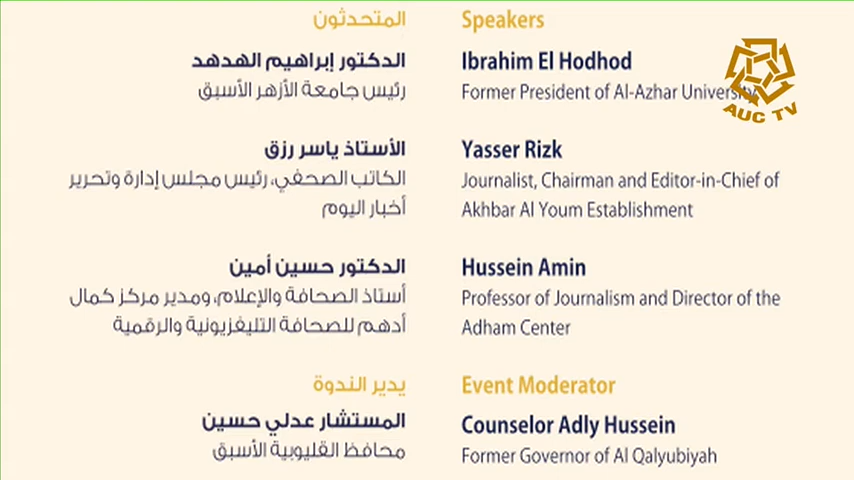 المتحدثون
الدكتور إبراهيم الهدهد
رئيس جامعة الأزهر الأسبق
الأستاذ ياسر رزق
الكاتب الصحفي، رئيس مجلس إدارة وتحرير
أخبار اليوم
الدكتور حسين أمين
أستاذ الصحافة والإعلام، ومدير مركز كمال
أدهم للصحافة التليفزيونية والرقمية
يدير الندوة
المستشار عدلي حسين
محافظ القليوبية الأسبق
Speakers
Ibrahim El Hodhod
Former President of Al-Azhar University
Yasser Rizk
Journalist, Chairman and Editor-in-Chief of
Akhbar Al Youm Establishment
Hussein Amin
Professor of Journalism and Director of the
Adham Center
Event Moderator
Counselor Adly Hussein
Former Governor of Al Qalyubiyah
AUC TV